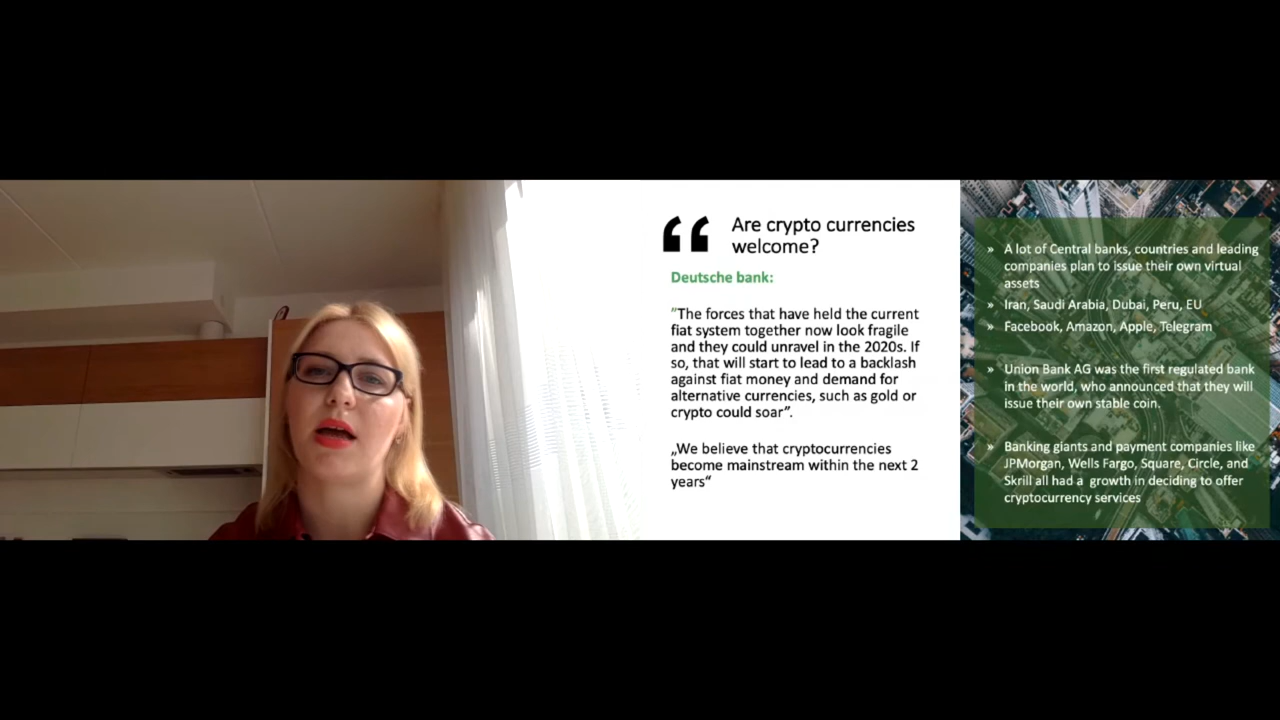 Are crypto currencies
welcome?
Deutsche bank:
"The forces that have held the current
fiat system together now look fragile
and they could unravel in the 2020s. If
so, that will start to lead to a backlash
against fiat money and demand for
alternative currencies, such as gold or
crypto could soar”.
„We believe that cryptocurrencies
become mainstream within the next 2
years“
» A lot of Central banks, countries and leading
companies plan to issue their own virtual
assets
» Iran, Saudi Arabia, Dubai, Peru, EU
» Facebook, Amazon, Apple, Telegram
» Union Bank AG was the first regulated bank
in the world, who announced that they will
issue their own stable coin.
» Banking giants and payment companies like
JPMorgan, Wells Fargo, Square, Circle, and
Skrill all had a  growth in deciding to offer
cryptocurrency services